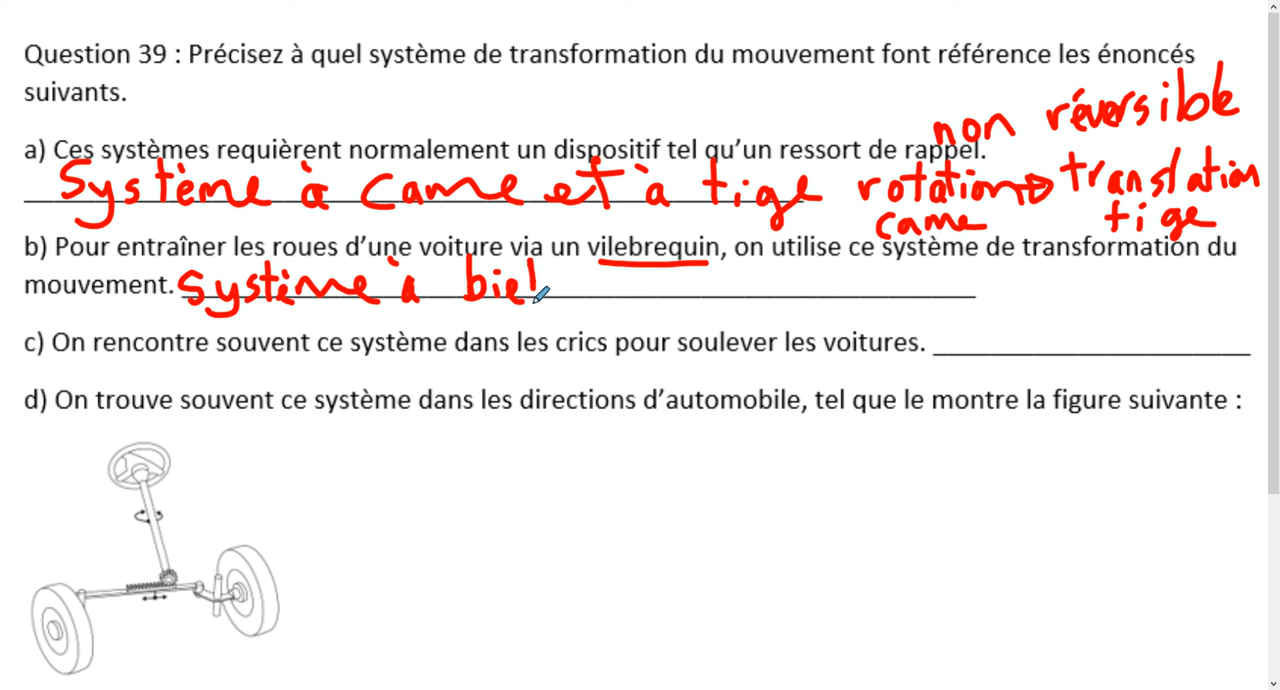 Question 39 : Précisez à quel système de transformation du mouvement font référence les énoncés
suivants.
non réversible
a) Ces systèmes requièrent normalement un dispositif tel qu'un ressort de rappel.
Système à came et à tige rotation → translation
came tige
b) Pour entraîner les roues d'une voiture via un vilebrequin, on utilise ce système de transformation du
mouvement. Système à biel
c) On rencontre souvent ce système dans les crics pour soulever les voitures.
d) On trouve souvent ce système dans les directions d'automobile, tel que le montre la figure suivante :